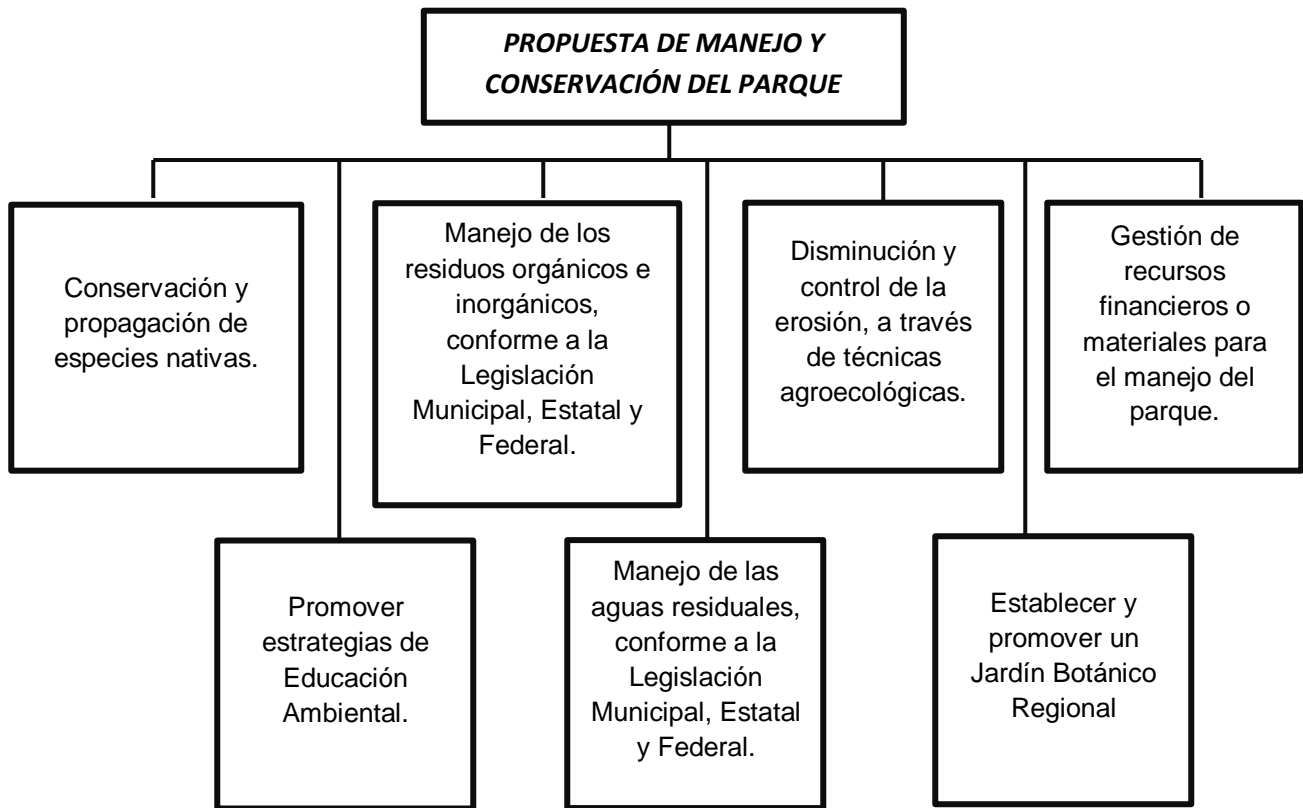 PROPUESTA DE MANEJO Y
CONSERVACIÓN DEL PARQUE
Conservación y
propagación de
especies nativas.
Manejo de los
residuos orgánicos e
inorgánicos,
conforme a la
Legislación
Municipal, Estatal y
Federal.
Disminución y
control de la
erosión, a través
de técnicas
agroecológicas.
Gestión de
recursos
financieros o
materiales para
el manejo del
parque.
Promover
estrategias de
Educación
Ambiental.
Manejo de las
aguas residuales,
conforme a la
Legislación
Municipal, Estatal
y Federal.
Establecer y
promover un
Jardín Botánico
Regional